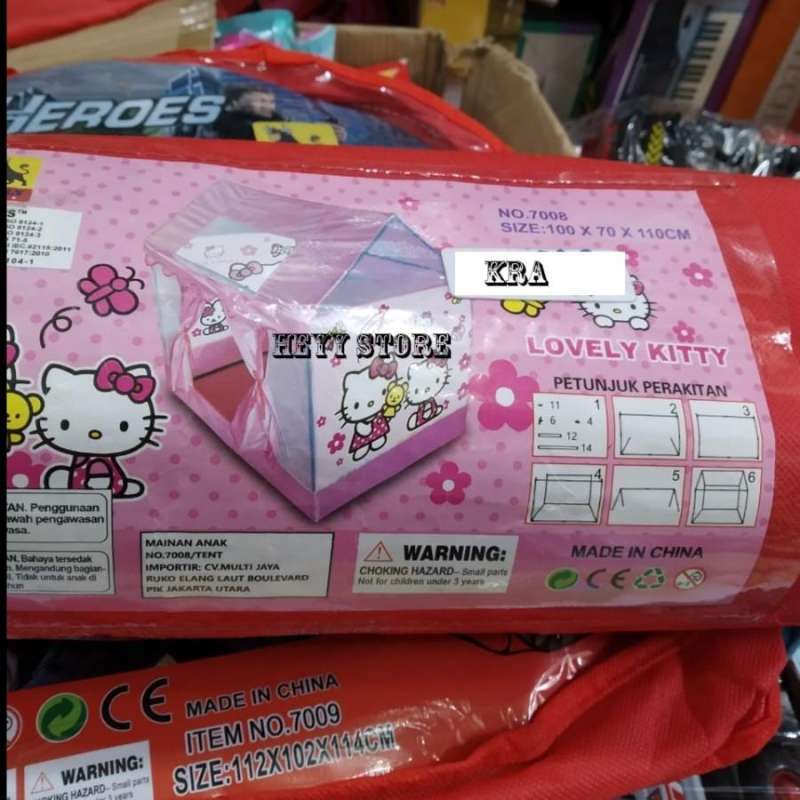 HEROES
NO.7008
SIZE:100 X 70 X 110CM
KRA
HEYY STORE
LOVELY KITTY
PETUNJUK PERAKITAN
11
6
4
12
14
1
2
3
4
5
6
Penggunaan
pengawasan
Bahaya tersedak
Mengandung bagian-
Tidak untuk anak di
MAINAN ANAK
NO.7008/TENT
IMPORTIR: CV.MULTI JAYA
RUKO ELANG LAUT BOULEVARD
PIK JAKARTA UTARA
WARNING:
CHOKING HAZARD– Small parts
Not for children under 3 years
MADE IN CHINA
CE
CE
MADE IN CHINA
ITEM NO.7009
SIZE:112X102X114CM
WARNING:
CHOKING HAZARD– Small parts